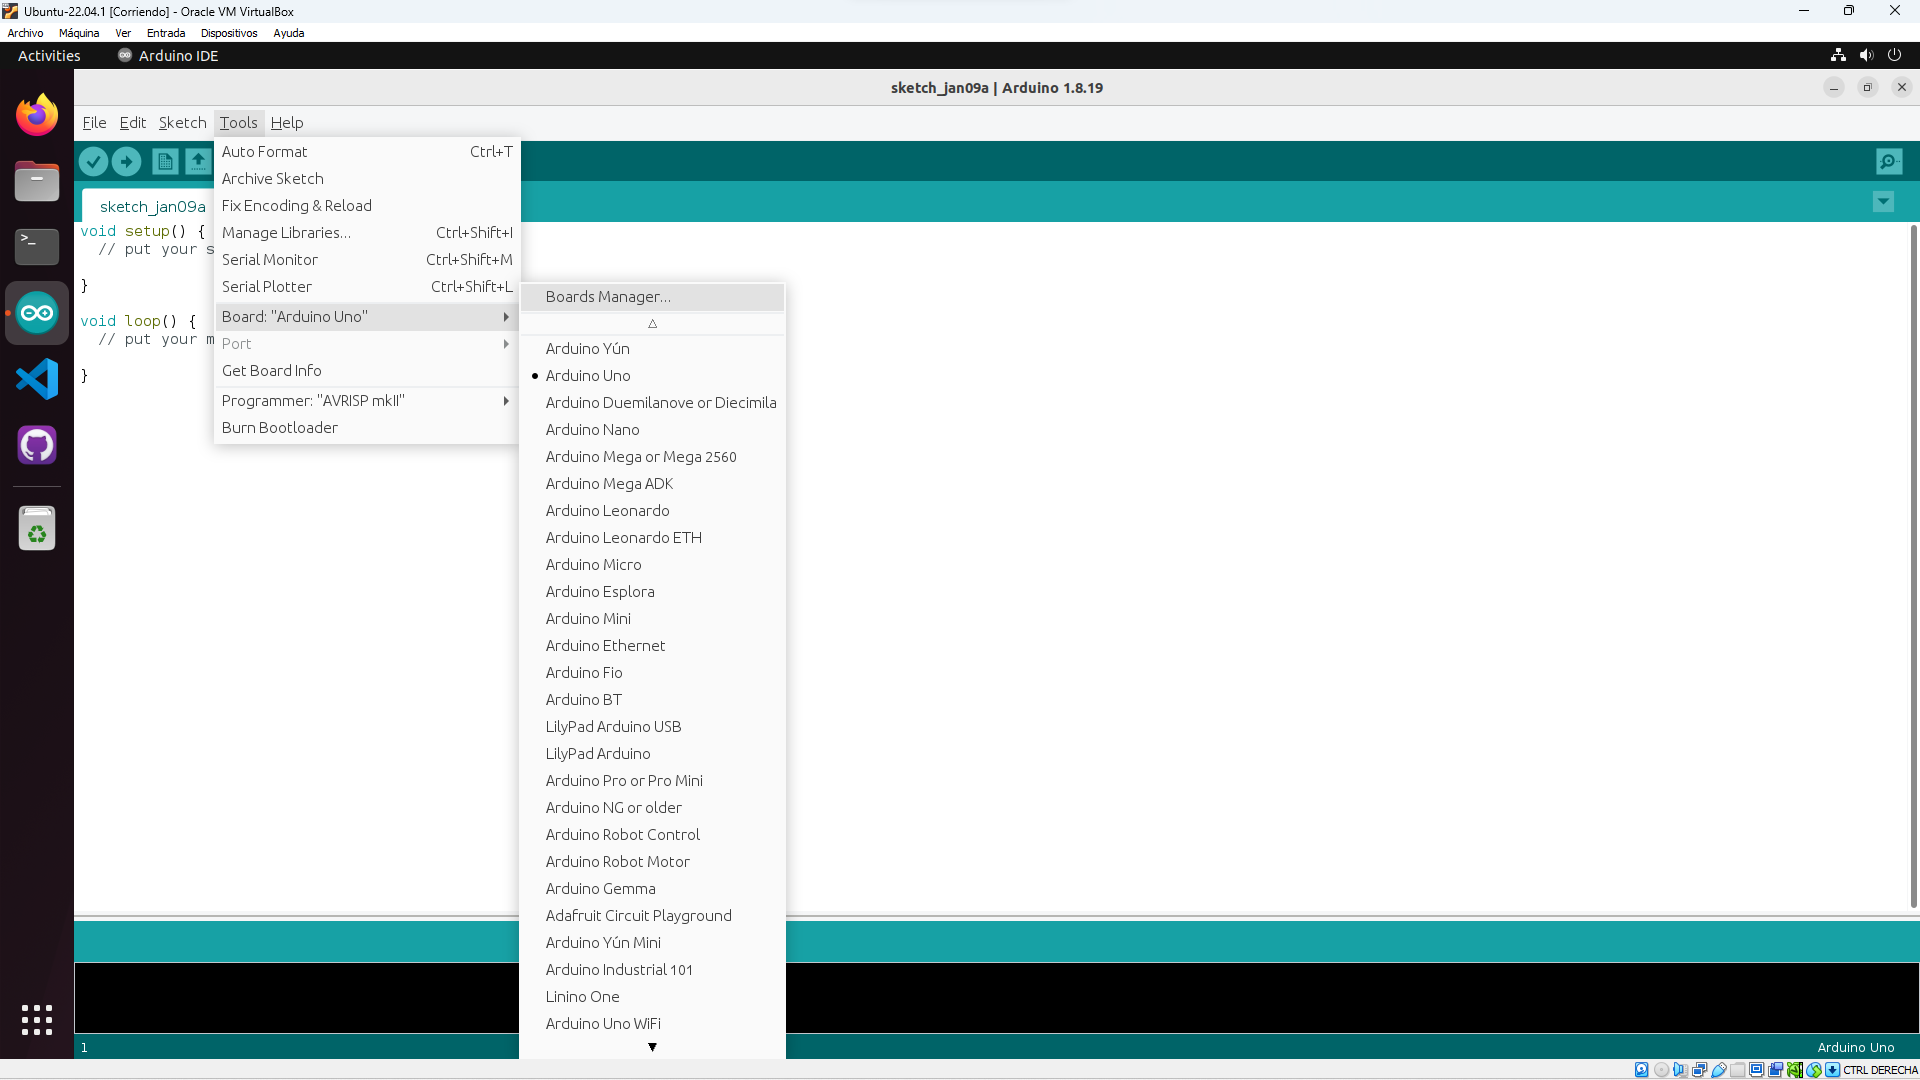 Ubuntu-22.04.1 [Corriendo] - Oracle VM VirtualBox
Archivo Máquina Ver Entrada Dispositivos Ayuda
Activities Arduino IDE
sketch_jan09a | Arduino 1.8.19
File Edit Sketch Tools Help
sketch_jan09a
void setup() {
// put your s
}
void loop() {
// put your m
}
Auto Format Ctrl+T
Archive Sketch
Fix Encoding & Reload
Manage Libraries... Ctrl+Shift+I
Serial Monitor Ctrl+Shift+M
Serial Plotter Ctrl+Shift+L
Board: "Arduino Uno"
Port
Get Board Info
Programmer: "AVRISP mkII"
Burn Bootloader
Boards Manager...
Arduino Yún
Arduino Uno
Arduino Duemilanove or Diecimila
Arduino Nano
Arduino Mega or Mega 2560
Arduino Mega ADK
Arduino Leonardo
Arduino Leonardo ETH
Arduino Micro
Arduino Esplora
Arduino Mini
Arduino Ethernet
Arduino Fio
Arduino BT
LilyPad Arduino USB
LilyPad Arduino
Arduino Pro or Pro Mini
Arduino NG or older
Arduino Robot Control
Arduino Robot Motor
Arduino Gemma
Adafruit Circuit Playground
Arduino Yún Mini
Arduino Industrial 101
Linino One
Arduino Uno WiFi
1 Arduino Uno
CTRL DERECHA